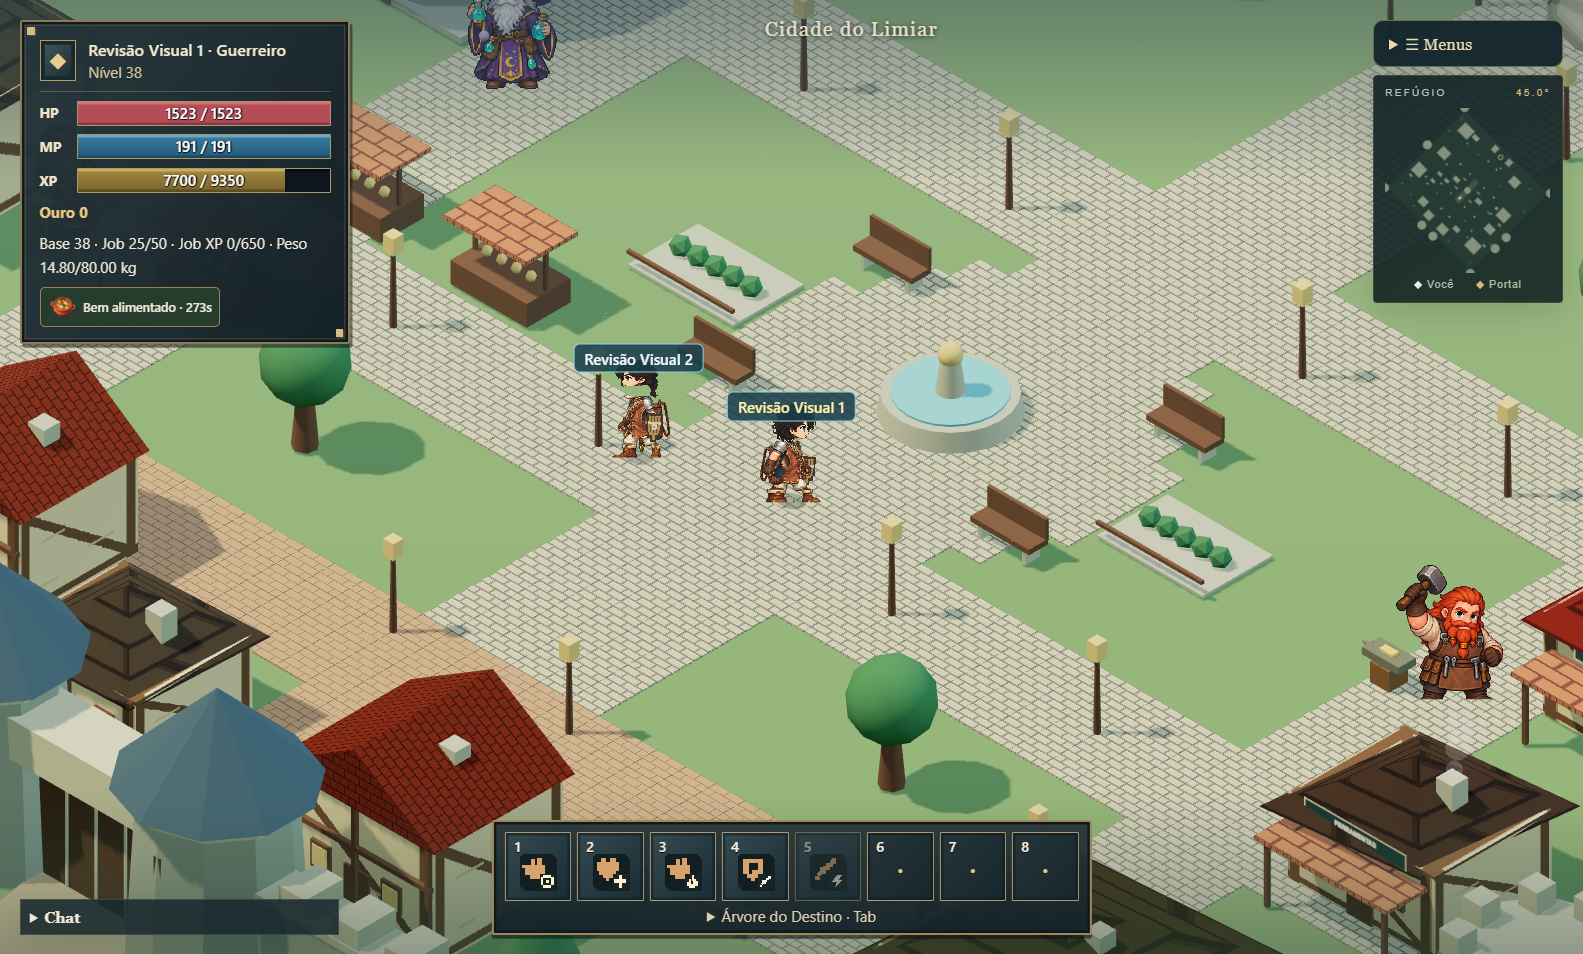 Cidade do Limiar
Revisão Visual 1 · Guerreiro
Nível 38
HP 1523 / 1523
MP 191 / 191
XP 7700 / 9350
Ouro 0
Base 38 · Job 25/50 · Job XP 0/650 · Peso
14.80/80.00 kg
Bem alimentado · 273s
☰ Menus
REFÚGIO 45.0°
Você Portal
Revisão Visual 2
Revisão Visual 1
1 2 3 4 5 6 7 8
Árvore do Destino · Tab
Chat